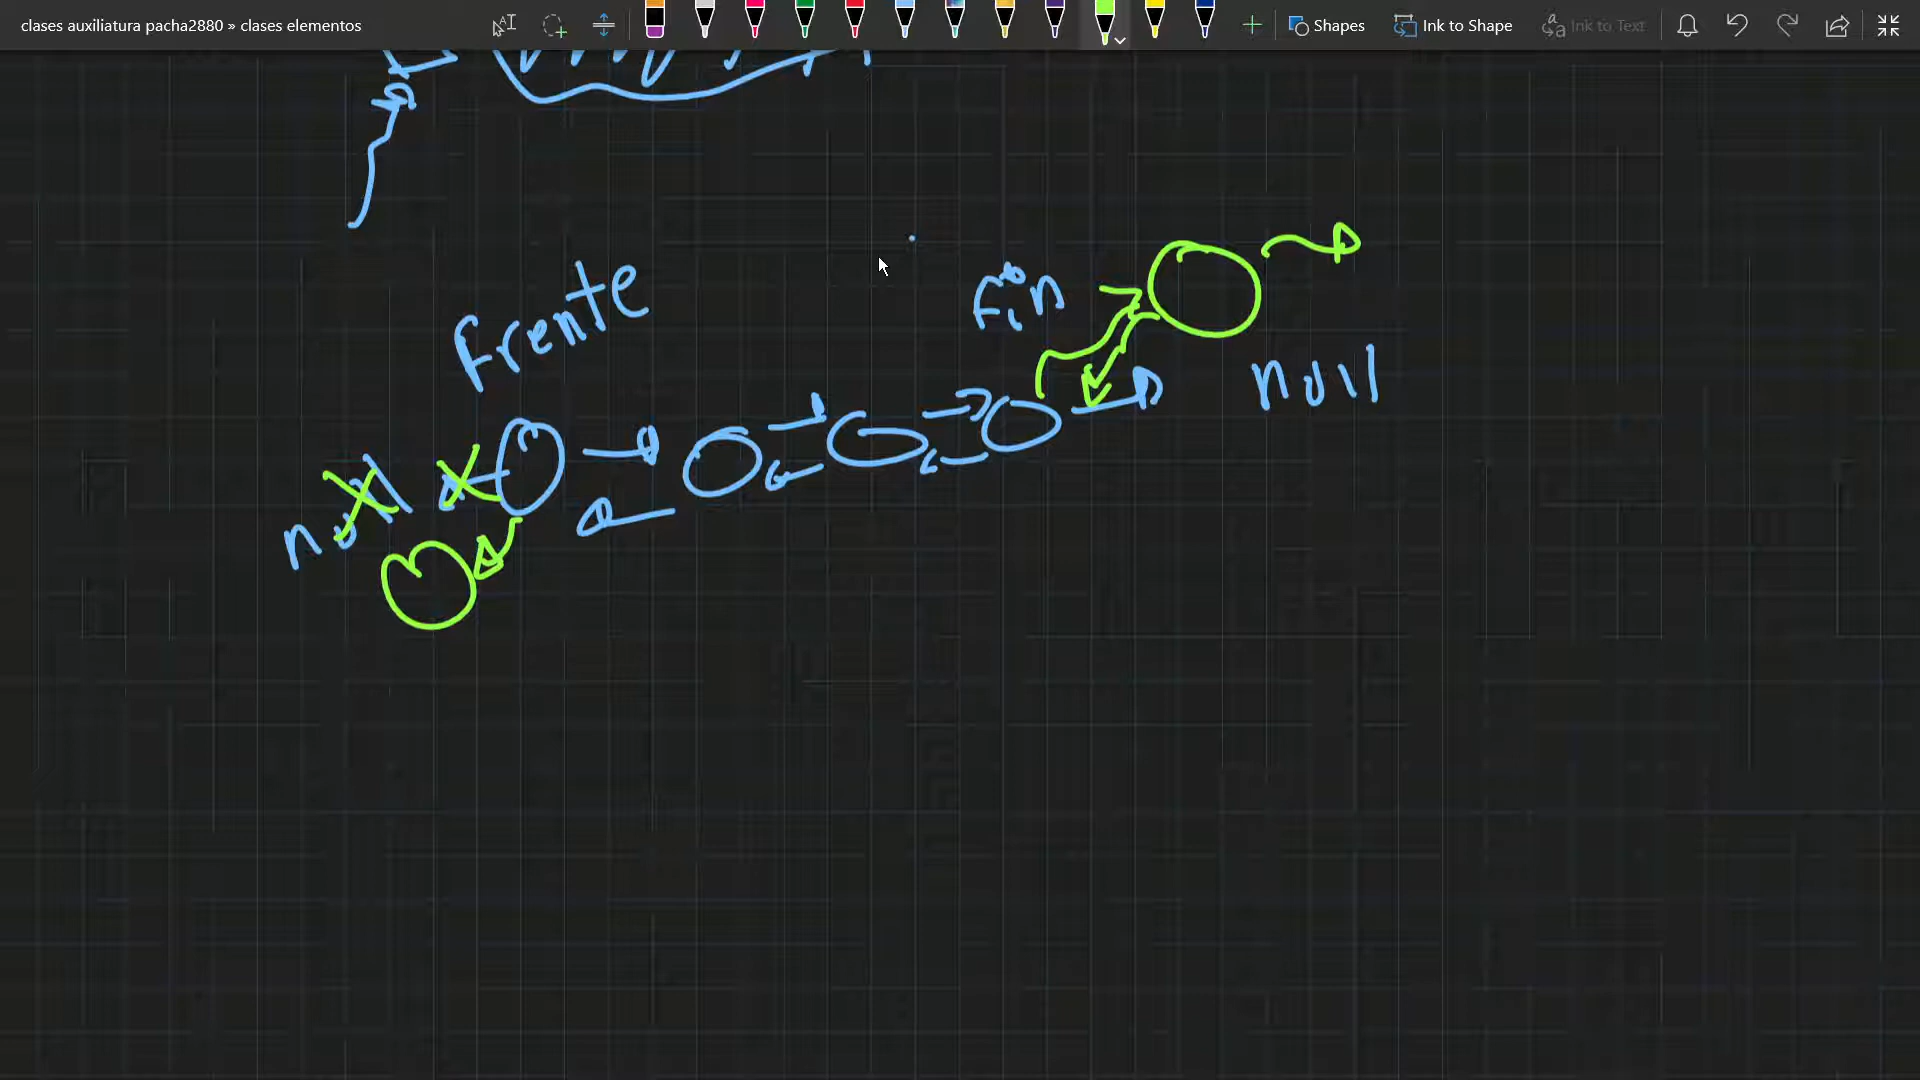 clases auxiliatura pacha2880 » clases elementos
Shapes
Ink to Shape
Ink to Text
frente
fin
null
null